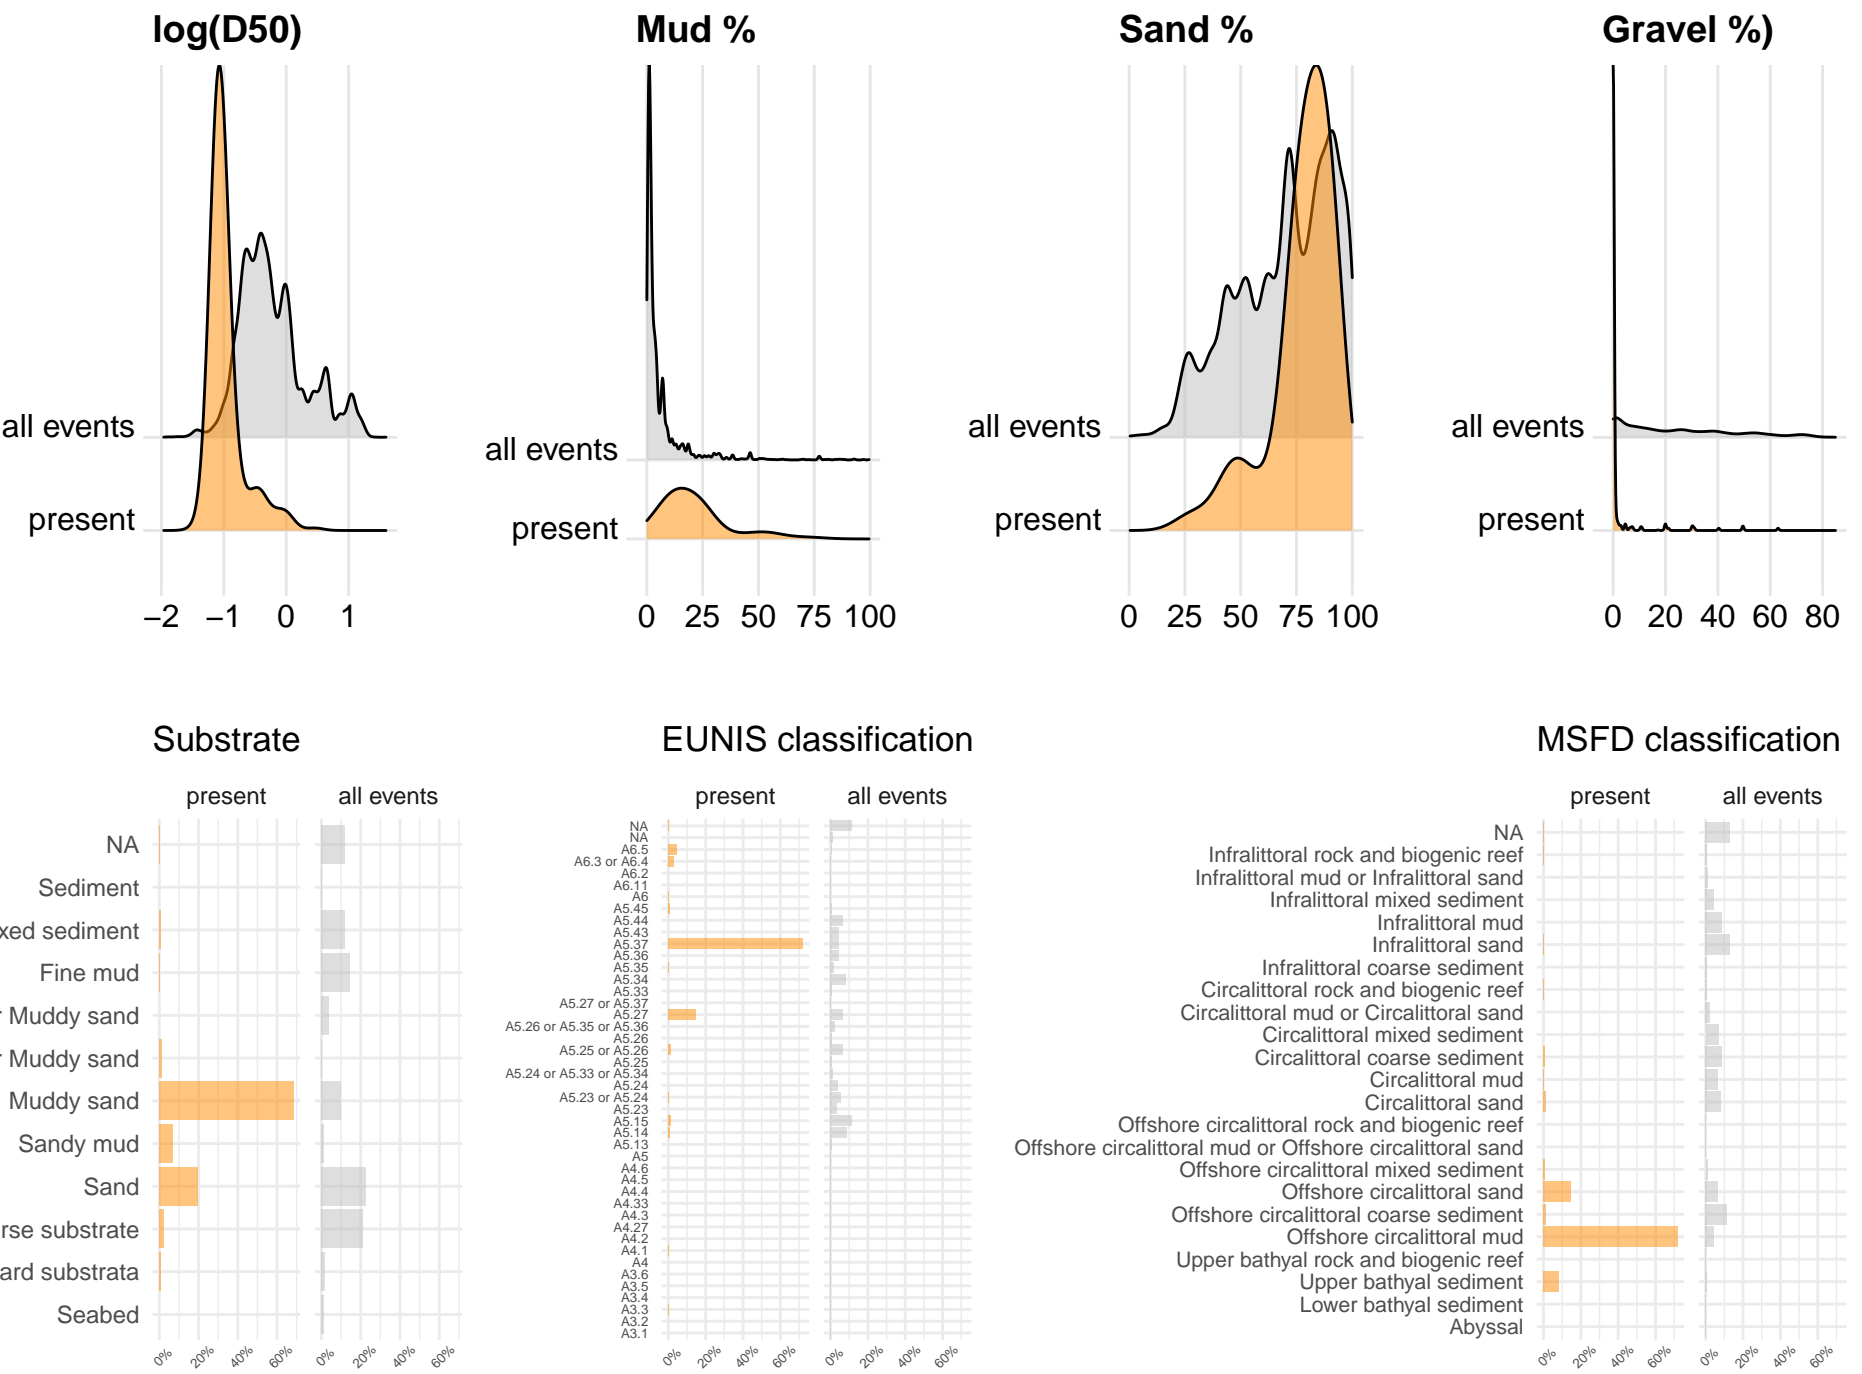 log(D50)
Mud %
Sand %
Gravel %)
all events
present
−2 −1 0 1
all events
present
0 25 50 75 100
all events
present
0 25 50 75 100
all events
present
0 20 40 60 80
Substrate
present all events
NA
Sediment
xed sediment
Fine mud
r Muddy sand
r Muddy sand
Muddy sand
Sandy mud
Sand
rse substrate
ard substrata
Seabed
0% 20% 40% 60% 0% 20% 40% 60%
EUNIS classification
present all events
NA
NA
A6.5
A6.3 or A6.4
A6.2
A6.11
A6
A5.45
A5.44
A5.43
A5.37
A5.36
A5.35
A5.34
A5.33
A5.27 or A5.37
A5.27
A5.26 or A5.35 or A5.36
A5.26
A5.25 or A5.26
A5.25
A5.24 or A5.33 or A5.34
A5.24
A5.23 or A5.24
A5.23
A5.15
A5.14
A5.13
A5
A4.6
A4.5
A4.4
A4.33
A4.3
A4.27
A4.2
A4.1
A4
A3.6
A3.5
A3.4
A3.3
A3.2
A3.1
0% 20% 40% 60% 0% 20% 40% 60%
MSFD classification
present all events
NA
Infralittoral rock and biogenic reef
Infralittoral mud or Infralittoral sand
Infralittoral mixed sediment
Infralittoral mud
Infralittoral sand
Infralittoral coarse sediment
Circalittoral rock and biogenic reef
Circalittoral mud or Circalittoral sand
Circalittoral mixed sediment
Circalittoral coarse sediment
Circalittoral mud
Circalittoral sand
Offshore circalittoral rock and biogenic reef
Offshore circalittoral mud or Offshore circalittoral sand
Offshore circalittoral mixed sediment
Offshore circalittoral sand
Offshore circalittoral coarse sediment
Offshore circalittoral mud
Upper bathyal rock and biogenic reef
Upper bathyal sediment
Lower bathyal sediment
Abyssal
0% 20% 40% 60% 0% 20% 40% 60%